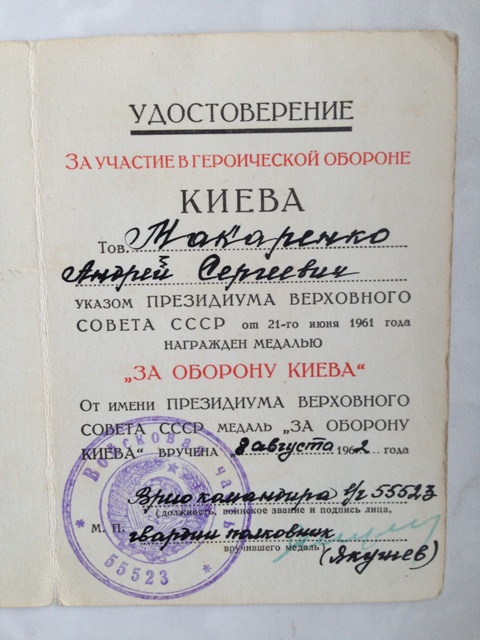 УДОСТОВЕРЕНИЕ
ЗА УЧАСТИЕ В ГЕРОИЧЕСКОЙ ОБОРОНЕ
КИЕВА
Тов. Макаренко
Андрей Сергеевич
УКАЗОМ ПРЕЗИДИУМА ВЕРХОВНОГО
СОВЕТА СССР от 21-го июня 1961 года
НАГРАЖДЕН МЕДАЛЬЮ
„ЗА ОБОРОНУ КИЕВА“
От имени ПРЕЗИДИУМА ВЕРХОВНОГО
СОВЕТА СССР МЕДАЛЬ „ЗА ОБОРОНУ
КИЕВА“ ВРУЧЕНА „8 августа 1962 года
Врио командира в/ч 55523
(должность, воинское звание и подпись лица,
М. П. гвардии полковник
вручившего медаль)
(Якушев)
Войсковая часть
* 55523 *